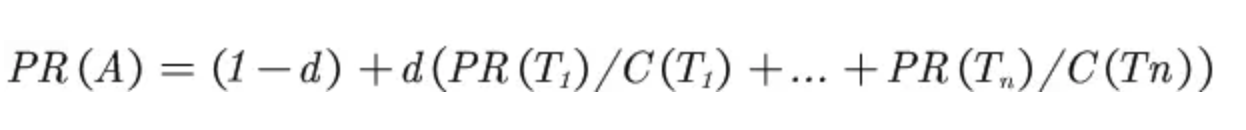 PR(A) = (1 – d) + d(PR(T₁)/C(T₁) + ... + PR(Tₙ)/C(Tn))